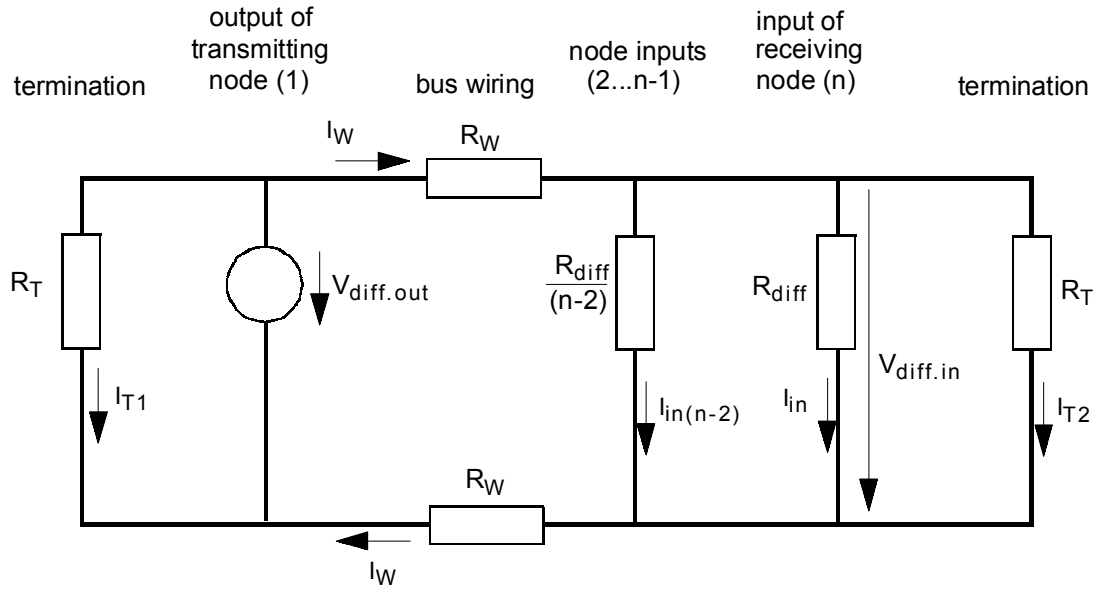 output of
transmitting
node (1)
input of
receiving
node (n)
node inputs
(2...n-1)
termination
bus wiring
termination
I_W
R_W
R_T
V_diff.out
R_diff
(n-2)
R_diff
R_T
V_diff.in
I_T1
I_in(n-2)
I_in
I_T2
R_W
I_W